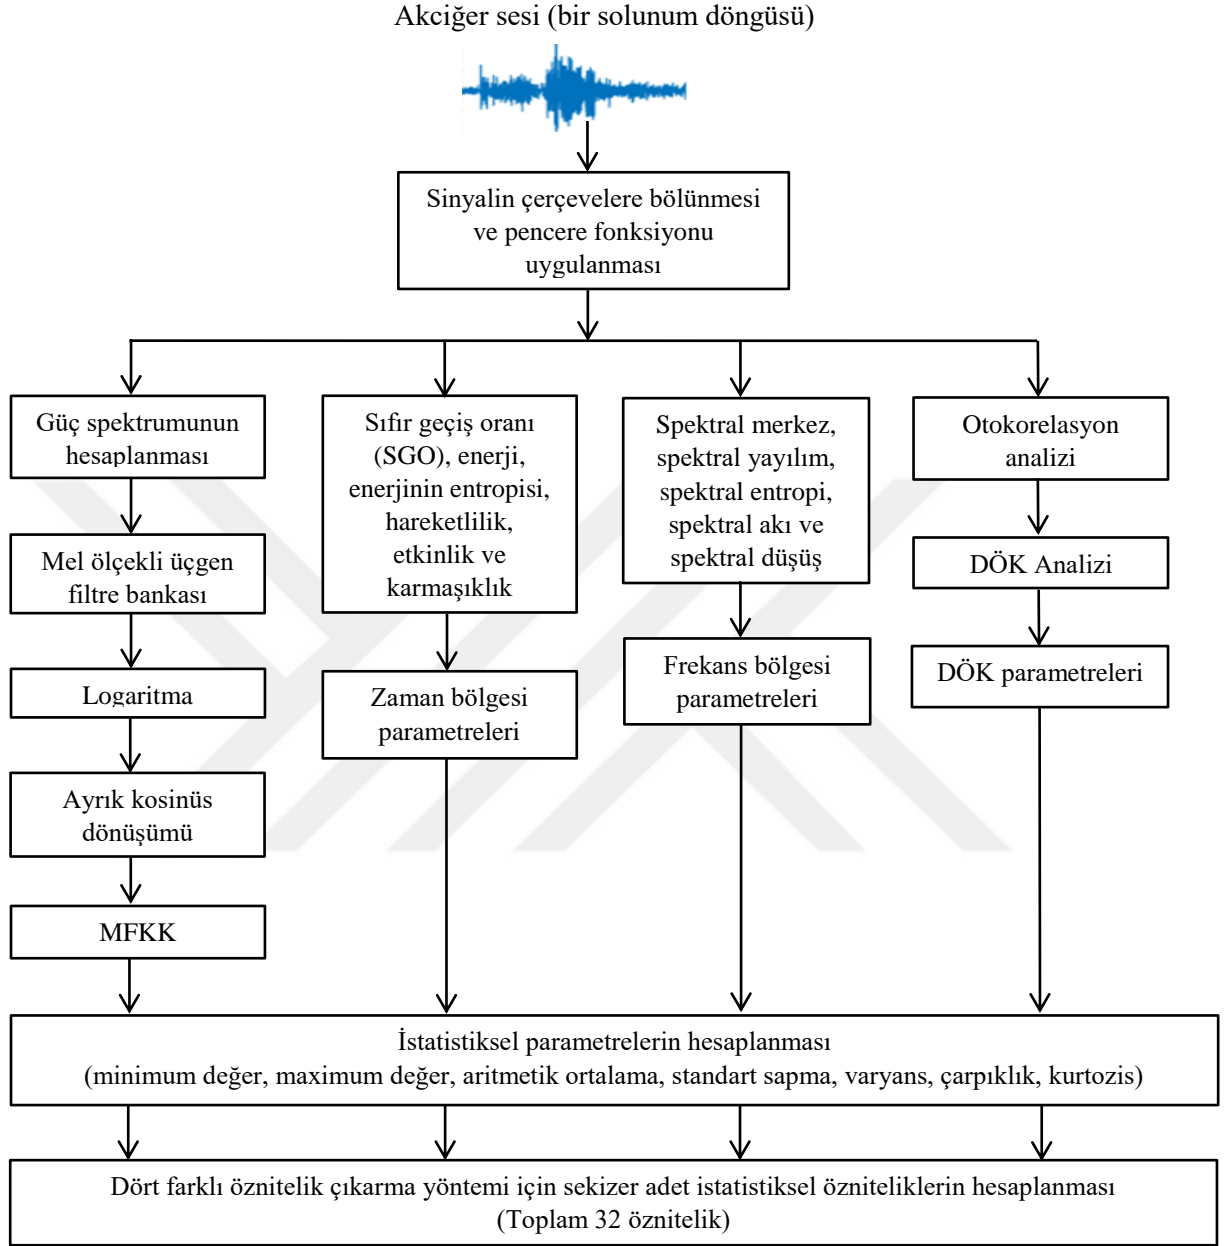 Akciğer sesi (bir solunum döngüsü)
Sinyalin çerçevelere bölünmesi
ve pencere fonksiyonu
uygulanması
Güç spektrumunun
hesaplanması
Mel ölçekli üçgen
filtre bankası
Logaritma
Ayrık kosinüs
dönüşümü
MFKK
Sıfır geçiş oranı
(SGO), enerji,
enerjinin entropisi,
hareketlilik,
etkinlik ve
karmaşıklık
Zaman bölgesi
parametreleri
Spektral merkez,
spektral yayılım,
spektral entropi,
spektral akı ve
spektral düşüş
Frekans bölgesi
parametreleri
Otokorelasyon
analizi
DÖK Analizi
DÖK parametreleri
İstatistiksel parametrelerin hesaplanması
(minimum değer, maximum değer, aritmetik ortalama, standart sapma, varyans, çarpıklık, kurtozis)
Dört farklı öznitelik çıkarma yöntemi için sekizer adet istatistiksel özniteliklerin hesaplanması
(Toplam 32 öznitelik)